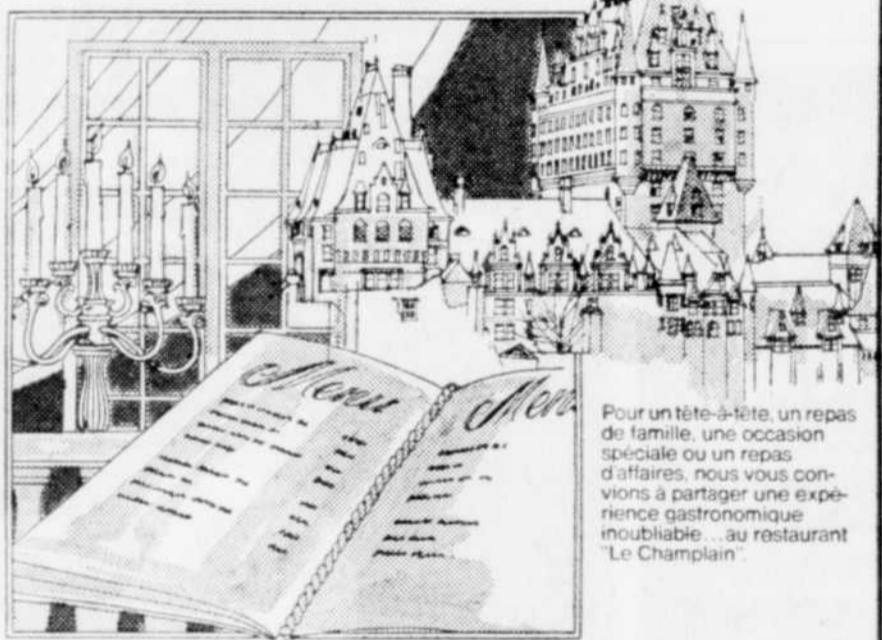 Menu
Menu
Pour un tête-à-tête, un repas
de famille, une occasion
spéciale ou un repas
d'affaires, nous vous con-
vions à partager une expé-
rience gastronomique
inoubliable...au restaurant
"Le Champlain".